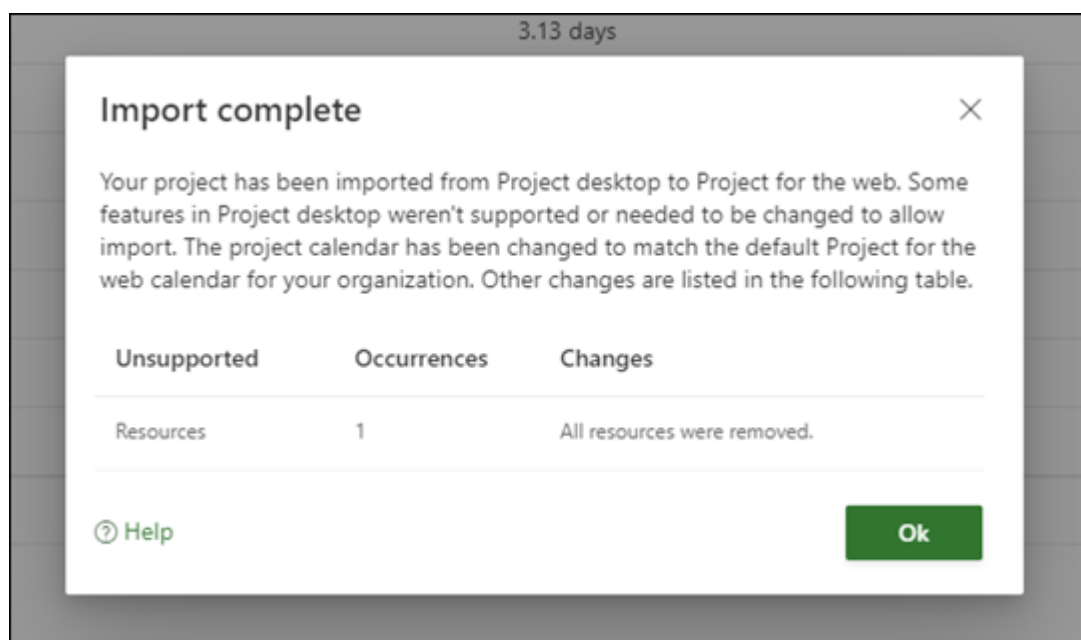 3.13 days
Import complete
Your project has been imported from Project desktop to Project for the web. Some
features in Project desktop weren't supported or needed to be changed to allow
import. The project calendar has been changed to match the default Project for the
web calendar for your organization. Other changes are listed in the following table.
Unsupported Occurrences Changes
Resources 1 All resources were removed.
Help
Ok